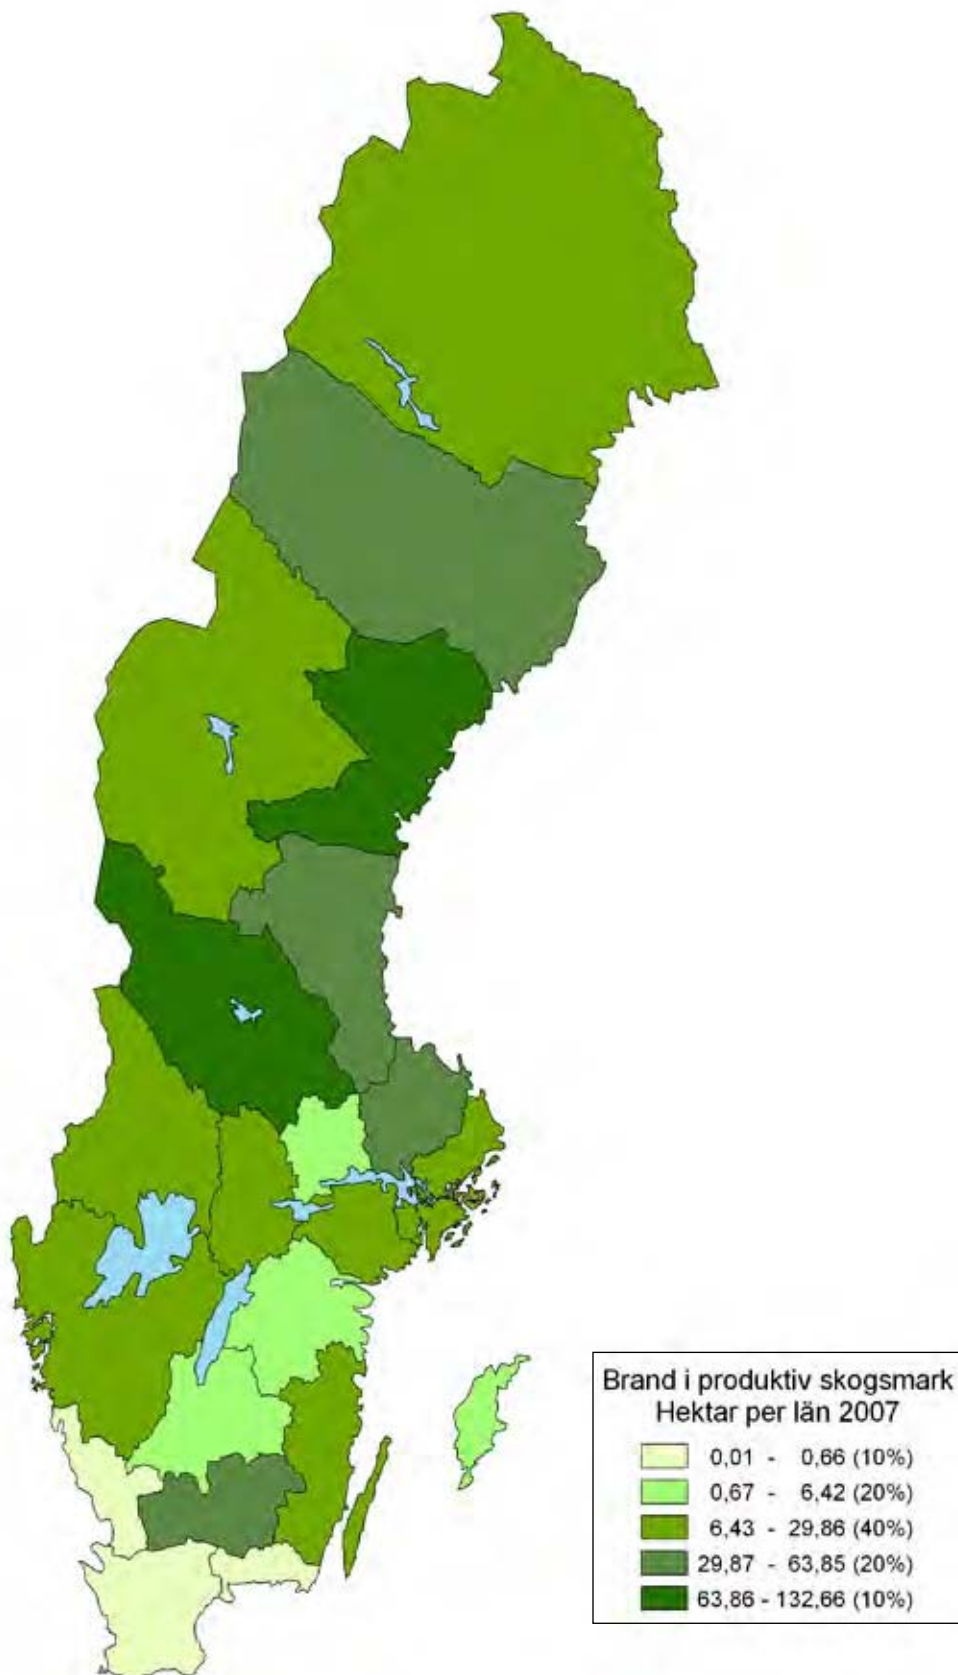 Brand i produktiv skogsmark
Hektar per län 2007
0,01 - 0,66 (10%)
0,67 - 6,42 (20%)
6,43 - 29,86 (40%)
29,87 - 63,85 (20%)
63,86 - 132,66 (10%)